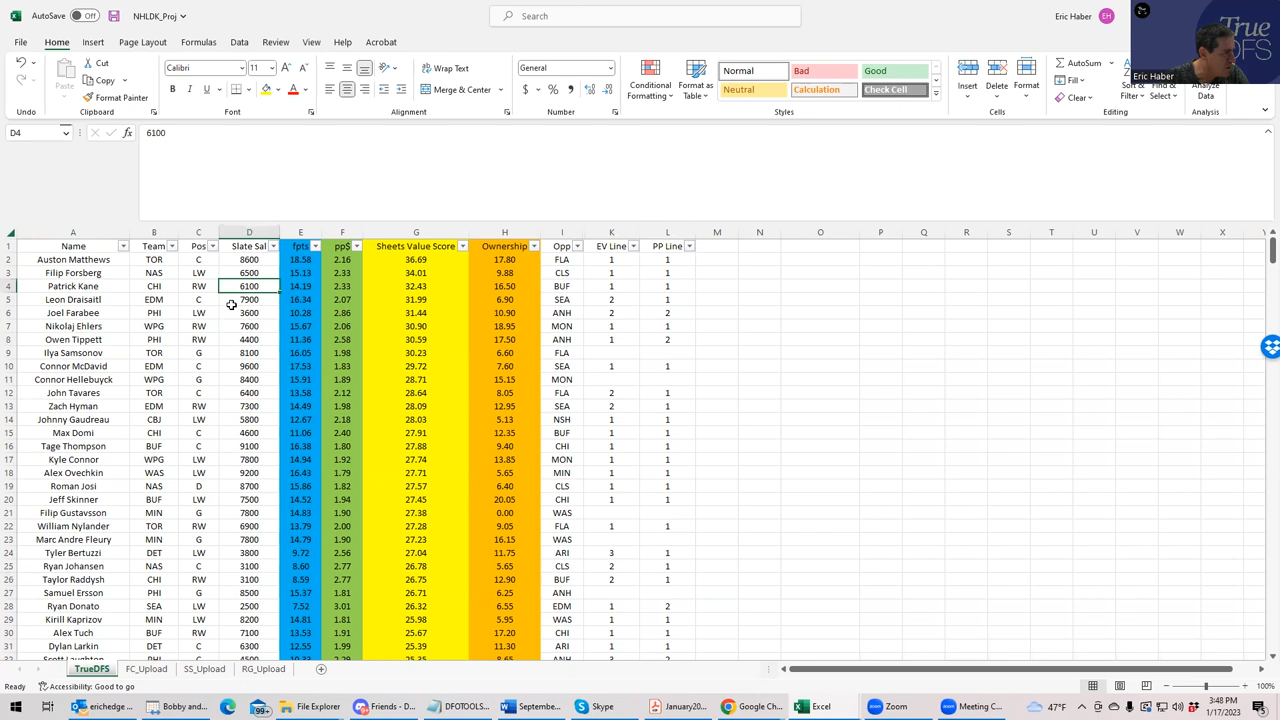 AutoSave Off NHLDK_Proj Search Eric Haber EH True DFS
File Home Insert Page Layout Formulas Data Review View Help Acrobat Eric Haber
Cut Calibri 11 Wrap Text General Normal Bad Good AutoSum
Paste Copy Conditional Formatting Format as Table Insert Delete Format Fill Sort & Filter Find & Select Analyze Data
Format Painter B I U Merge & Center $ % Neutral Calculation Check Cell Clear
Undo Clipboard Font Alignment Number Styles Cells Editing Analysis
D4 6100
A B C D E F G H I K L M N O P Q R S T U V W X
1 Name Team Pos Slate Sal fpts pp$ Sheets Value Score Ownership Opp EV Line PP Line
2 Auston Matthews TOR C 8600 18.58 2.16 36.69 17.80 FLA 1 1
3 Filip Forsberg NAS LW 6500 15.13 2.33 34.01 9.88 CLS 1 1
4 Patrick Kane CHI RW 6100 14.19 2.33 32.43 16.50 BUF 1 1
5 Leon Draisaitl EDM C 7900 16.34 2.07 31.99 6.90 SEA 2 1
6 Joel Farabee PHI LW 3600 10.28 2.86 31.44 10.90 ANH 2 2
7 Nikolaj Ehlers WPG RW 7600 15.67 2.06 30.90 18.95 MON 1 1
8 Owen Tippett PHI RW 4400 11.36 2.58 30.59 17.50 ANH 1 2
9 Ilya Samsonov TOR G 8100 16.05 1.98 30.23 6.60 FLA
10 Connor McDavid EDM C 9600 17.53 1.83 29.72 7.60 SEA 1 1
11 Connor Hellebuyck WPG G 8400 15.91 1.89 28.71 15.15 MON
12 John Tavares TOR C 6400 13.58 2.12 28.64 8.05 FLA 2 1
13 Zach Hyman EDM RW 7300 14.49 1.98 28.09 12.95 SEA 2 1
14 Johnny Gaudreau CBJ LW 5800 12.67 2.18 28.03 5.13 NSH 1 1
15 Max Domi CHI C 4600 11.06 2.40 27.91 12.35 BUF 1 1
16 Tage Thompson BUF C 9100 16.38 1.80 27.88 9.40 CHI 1 1
17 Kyle Connor WPG LW 7800 14.94 1.92 27.77 13.85 MON 1 1
18 Alex Ovechkin WAS LW 9200 16.43 1.79 27.71 5.65 MIN 1 1
19 Roman Josi NAS D 8700 15.86 1.82 27.57 6.40 CLS 1 1
20 Jeff Skinner BUF LW 7500 14.52 1.94 27.45 20.05 CHI 1 1
21 Filip Gustavsson MIN G 7800 14.83 1.90 27.38 0.00 WAS
22 William Nylander TOR RW 6900 13.79 2.00 27.28 9.05 FLA 1 1
23 Marc Andre Fleury MIN G 7800 14.79 1.90 27.23 16.15 WAS
24 Tyler Bertuzzi DET LW 3800 9.72 2.56 27.04 11.75 ARI 3 1
25 Ryan Johansen NAS C 3100 8.60 2.77 26.78 5.65 CLS 2 1
26 Taylor Raddysh CHI RW 3100 8.59 2.77 26.75 12.90 BUF 2 1
27 Samuel Ersson PHI G 8500 15.37 1.81 26.71 6.25 ANH
28 Ryan Donato SEA LW 2500 7.52 3.01 26.32 6.55 EDM 1 2
29 Kirill Kaprizov MIN LW 8200 14.81 1.81 25.98 5.95 WAS 1 1
30 Alex Tuch BUF RW 7100 13.53 1.91 25.67 17.20 CHI 1 1
31 Dylan Larkin DET C 6300 12.55 1.99 25.39 11.30 ARI 1 1
TrueDFS FC_Upload SS_Upload RG_Upload
Ready Accessibility: Good to go 100%
erichedge Bobby and 99+ File Explorer Friends - D... DFOTOOLS... Septembe... Skype January20... Google Ch... Excel Zoom Meeting C... 47°F 3:48 PM
1/17/2023